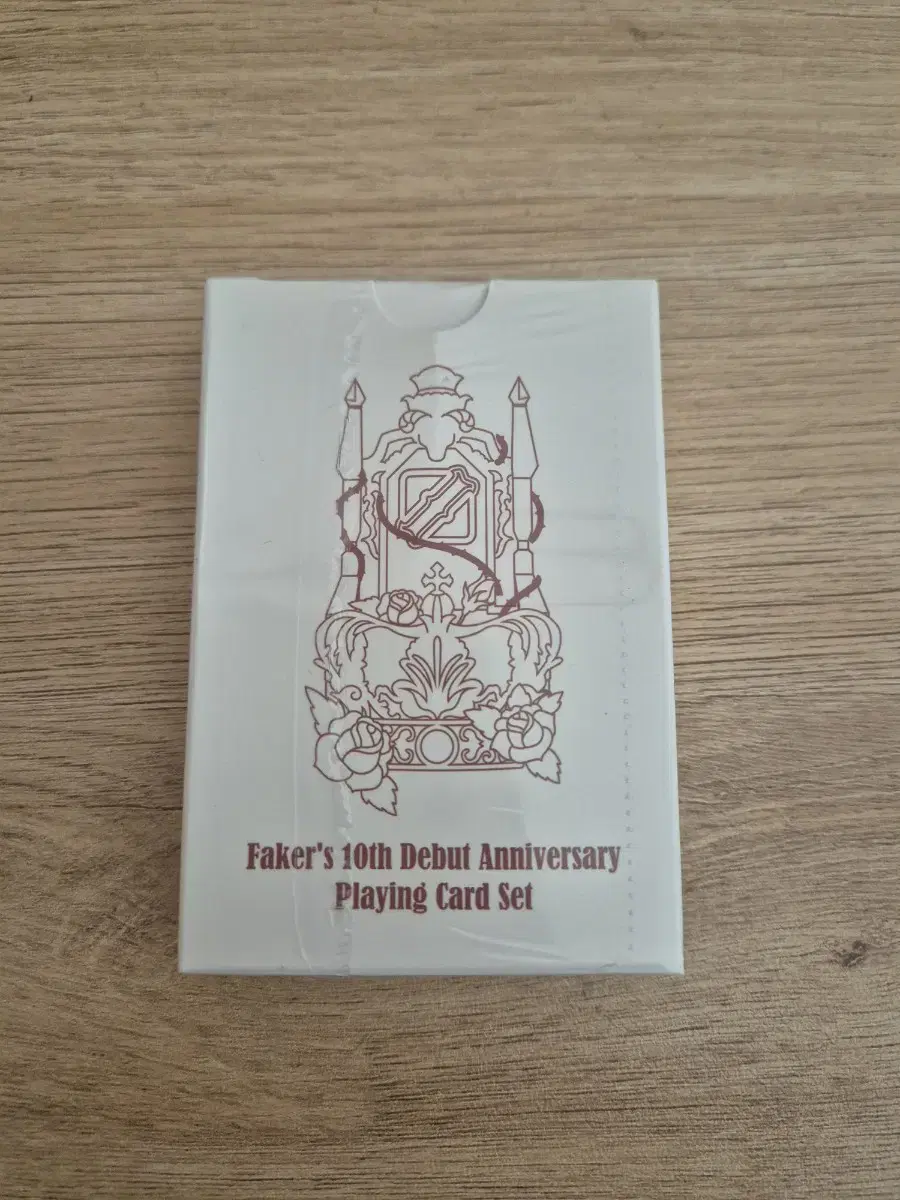 Faker's 10th Debut Anniversary
Playing Card Set